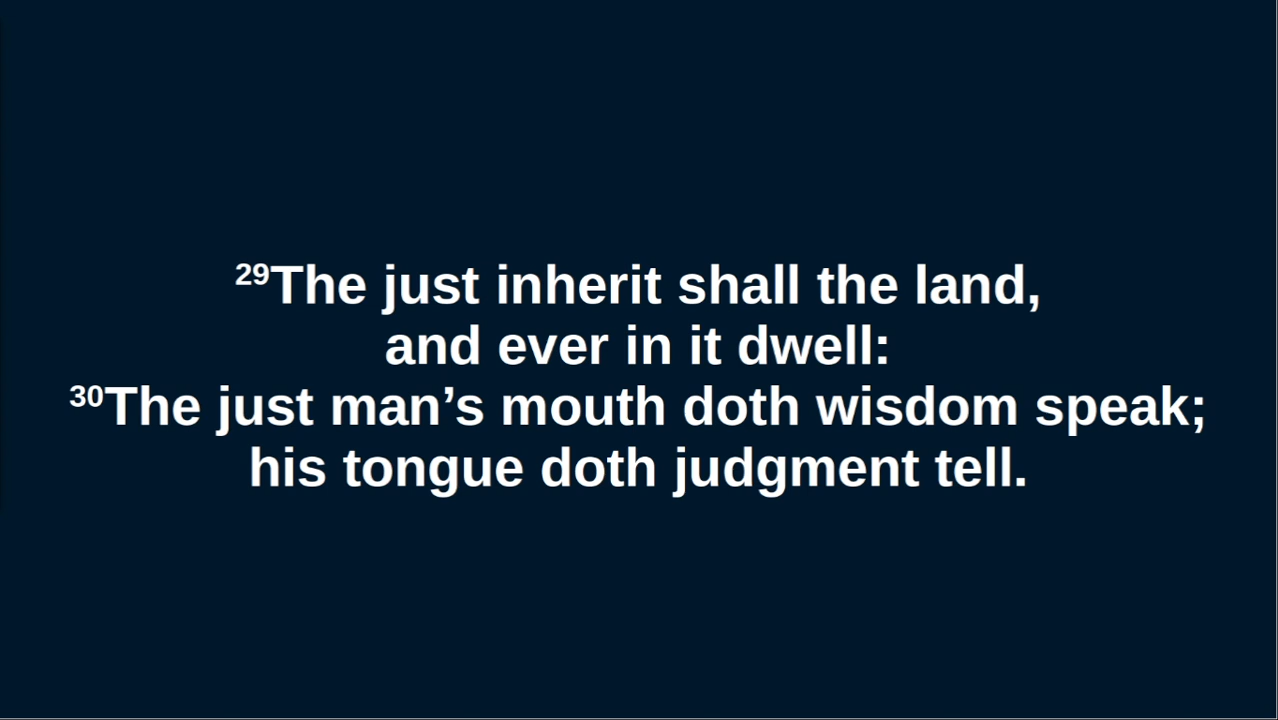 ²⁹The just inherit shall the land,
and ever in it dwell:
³⁰The just man’s mouth doth wisdom speak;
his tongue doth judgment tell.